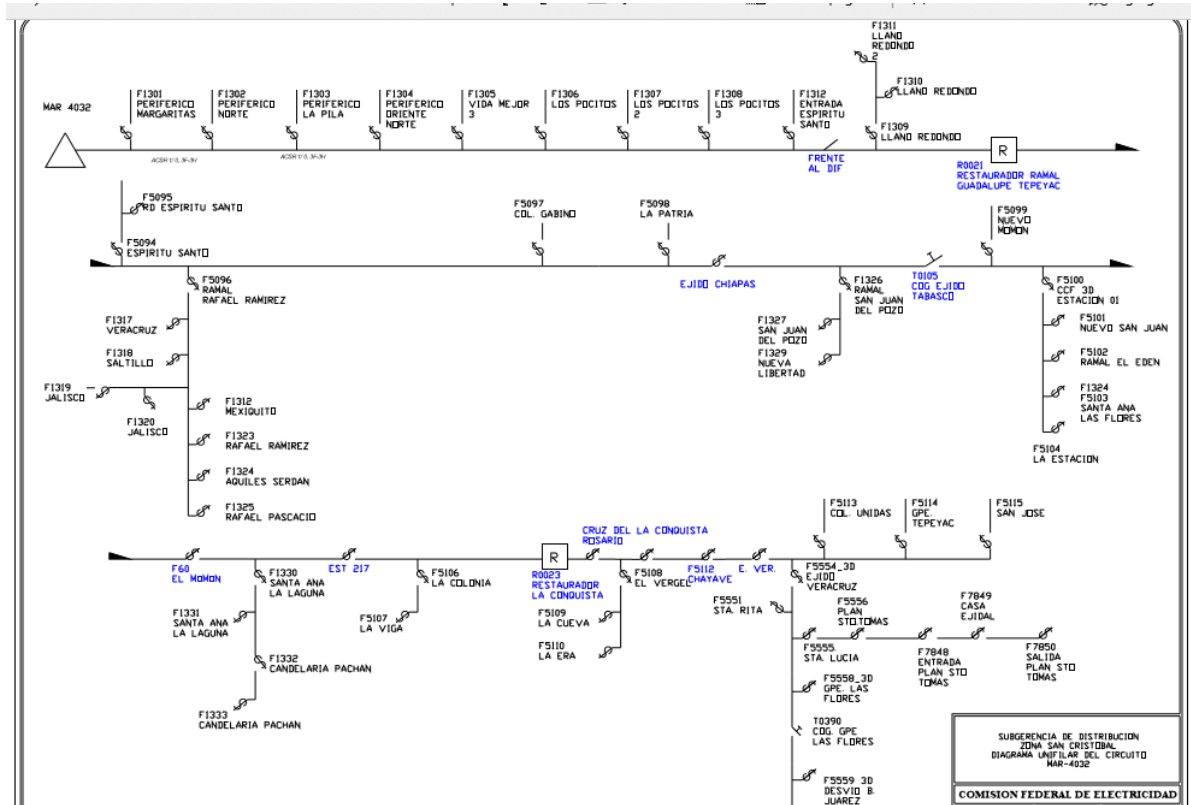 MAR 4032
F1301
PERIFERICO
MARGARITAS
F1302
PERIFERICO
NORTE
F1303
PERIFERICO
LA PILA
F1304
PERIFERICO
ORIENTE
NORTE
F1305
VIDA MEJOR
3
F1306
LOS POCITOS
F1307
LOS POCITOS
2
F1308
LOS POCITOS
3
F1312
ENTRADA
ESPIRITU
SANTO
F1311
LLANO
REDONDO
2
F1310
LLANO REDONDO
F1309
LLANO REDONDO
ACSR 1/0, 3F-3H
ACSR 1/0, 3F-3H
FRENTE
AL DIF
R
R0021
RESTAURADOR RAMAL
GUADALUPE TEPEYAC
F5095
RD ESPIRITU SANTO
F5094
ESPIRITU SANTO
F5097
COL. GABINO
F5098
LA PATRIA
F5099
NUEVO
MOMON
F5096
RAMAL
RAFAEL RAMIREZ
EJIDO CHIAPAS
F1326
RAMAL
SAN JUAN
DEL POZO
T0105
COG EJIDO
TABASCO
F5100
CCF 3D
ESTACION 01
F1317
VERACRUZ
F1318
SALTILLO
F1319
JALISCO
F1320
JALISCO
F1312
MEXIQUITO
F1323
RAFAEL RAMIREZ
F1324
AQUILES SERDAN
F1325
RAFAEL PASCACIO
F1327
SAN JUAN
DEL POZO
F1329
NUEVA
LIBERTAD
F5101
NUEVO SAN JUAN
F5102
RAMAL EL EDEN
F1324
F5103
SANTA ANA
LAS FLORES
F5104
LA ESTACION
F60
EL MOMON
F1330
SANTA ANA
LA LAGUNA
EST 217
F5106
LA COLONIA
R
R0023
RESTAURADOR
LA CONQUISTA
CRUZ DEL LA CONQUISTA
ROSARIO
F5108
EL VERGEL
F5112
CHAYAVE
E. VER.
F5113
COL. UNIDAS
F5114
GPE.
TEPEYAC
F5115
SAN JOSE
F5554_3D
EJIDO
VERACRUZ
F1331
SANTA ANA
LA LAGUNA
F1332
CANDELARIA PACHAN
F1333
CANDELARIA PACHAN
F5107
LA VIGA
F5109
LA CUEVA
F5110
LA ERA
F5551
STA. RITA
F5556
PLAN
STO.TOMAS
F7849
CASA
EJIDAL
F5555.
STA. LUCIA
F7848
ENTRADA
PLAN STO
TOMAS
F7850
SALIDA
PLAN STO
TOMAS
F5558_3D
GPE. LAS
FLORES
T0390
COG. GPE
LAS FLORES
F5559 3D
DESVIO B.
JUAREZ
SUBGERENCIA DE DISTRIBUCION
ZONA SAN CRISTOBAL
DIAGRAMA UNIFILAR DEL CIRCUITO
MAR-4032
COMISION FEDERAL DE ELECTRICIDAD